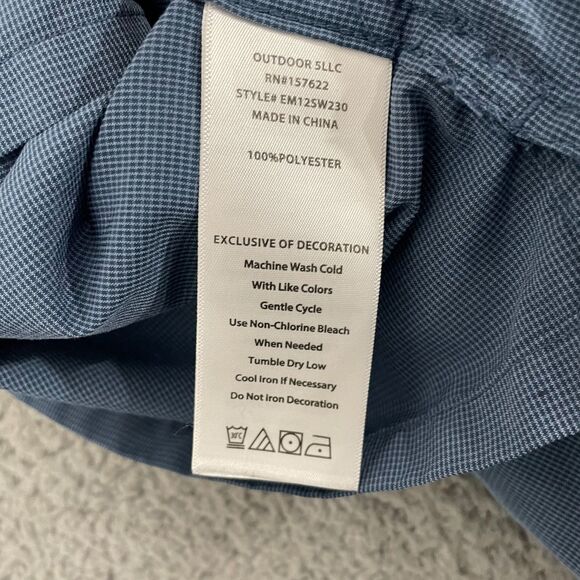 OUTDOOR 5LLC
RN#157622
STYLE# EM12SW230
MADE IN CHINA
100%POLYESTER
EXCLUSIVE OF DECORATION
Machine Wash Cold
With Like Colors
Gentle Cycle
Use Non-Chlorine Bleach
When Needed
Tumble Dry Low
Cool Iron If Necessary
Do Not Iron Decoration
30°C